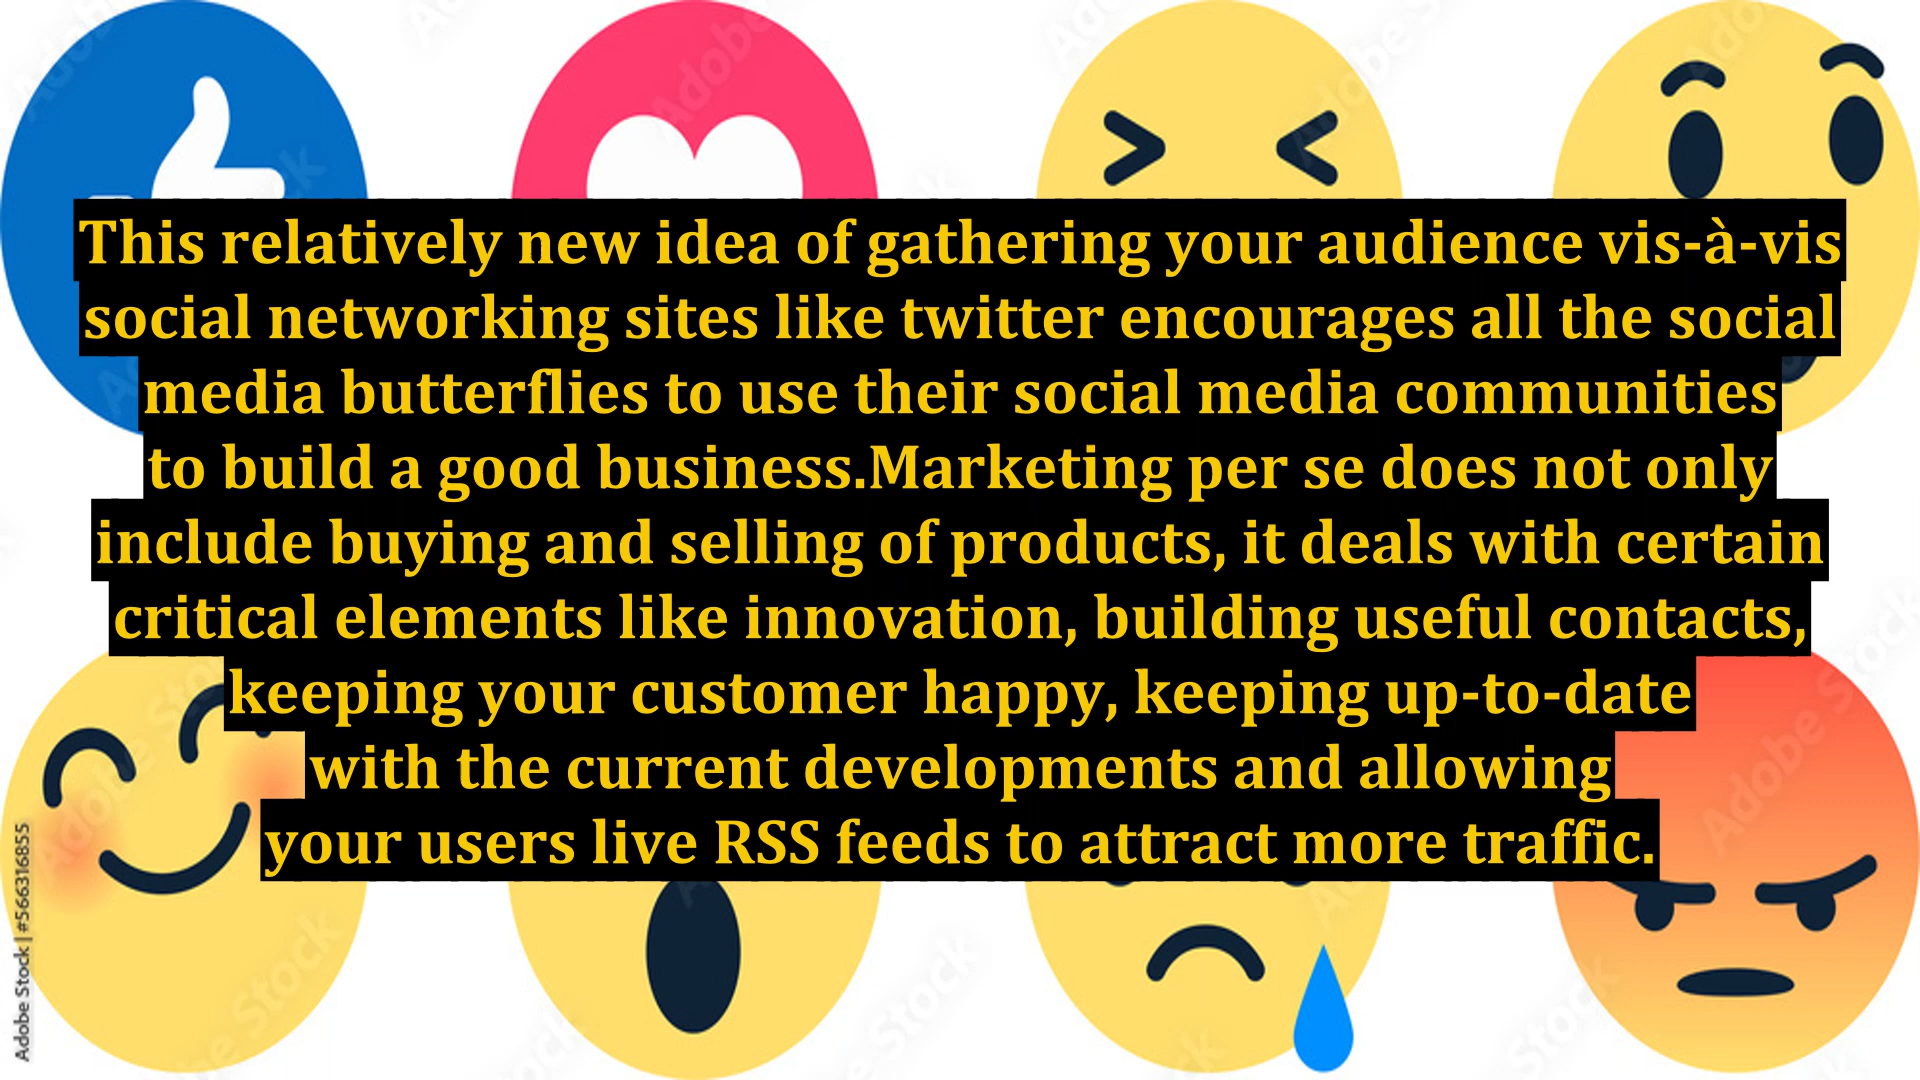 This relatively new idea of gathering your audience vis-à-vis
social networking sites like twitter encourages all the social
media butterflies to use their social media communities
to build a good business.Marketing per se does not only
include buying and selling of products, it deals with certain
critical elements like innovation, building useful contacts,
keeping your customer happy, keeping up-to-date
with the current developments and allowing
your users live RSS feeds to attract more traffic.
Adobe Stock | #566316855